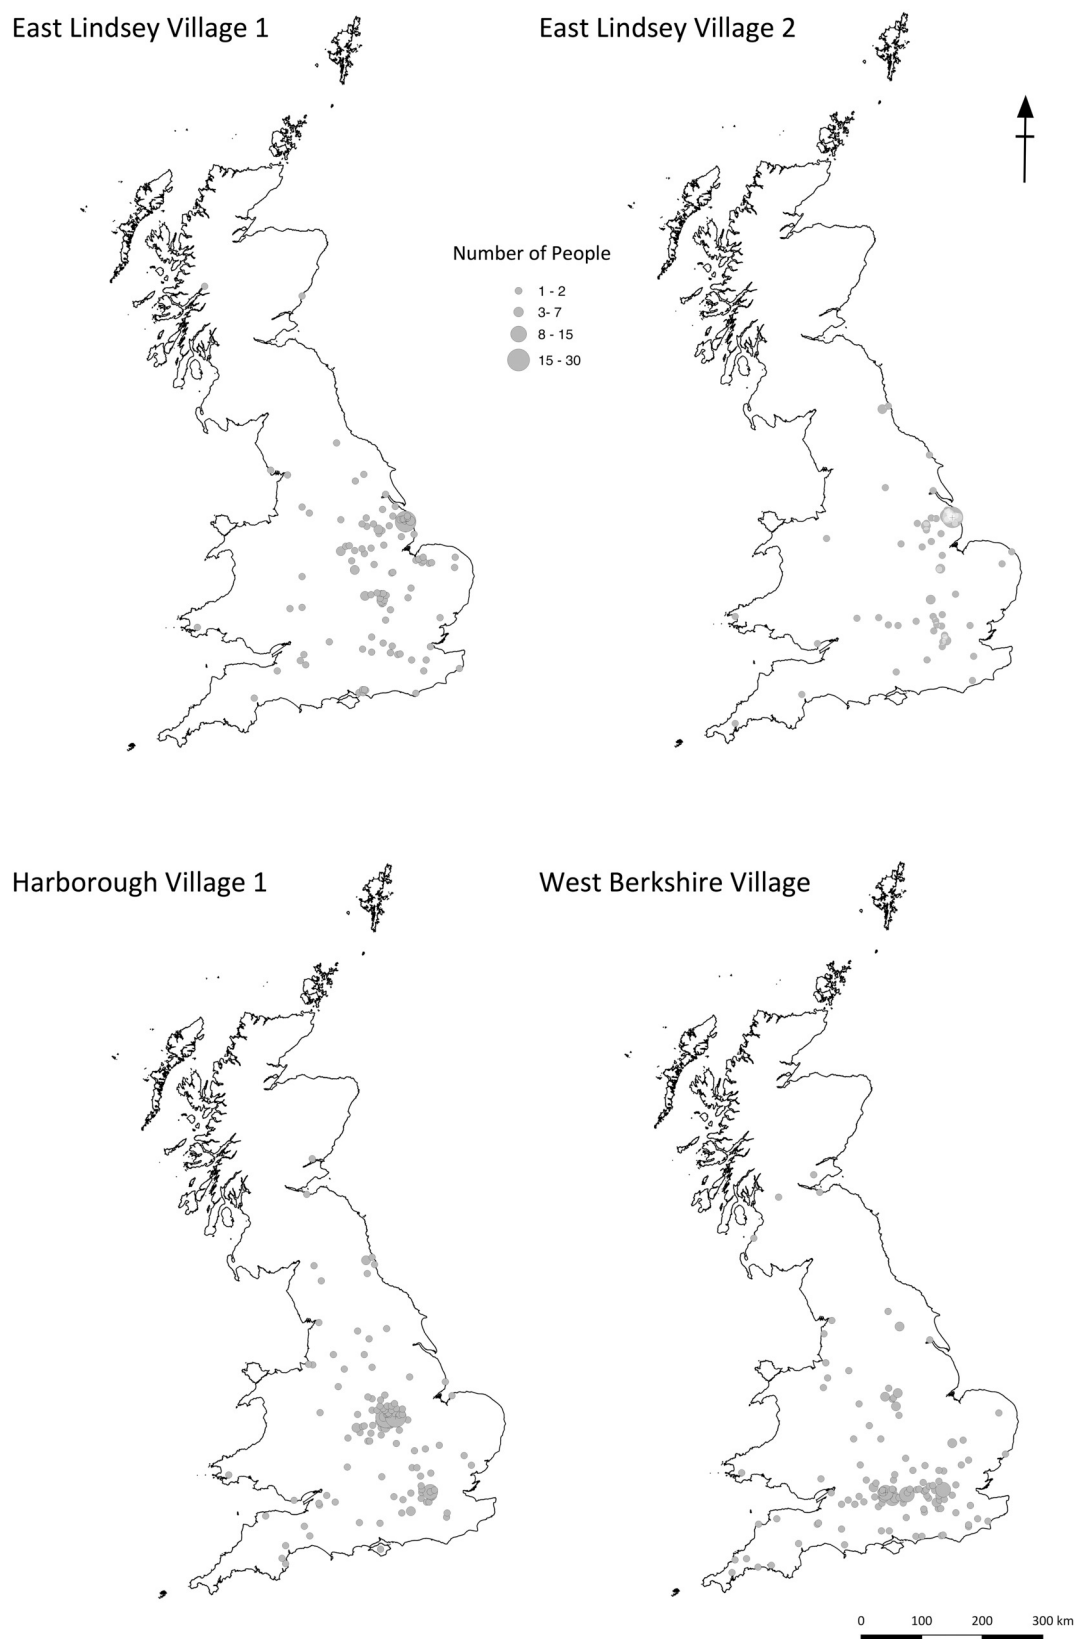 East Lindsey Village 1
East Lindsey Village 2
Number of People
1 - 2
3- 7
8 - 15
15 - 30
Harborough Village 1
West Berkshire Village
0 100 200 300 km